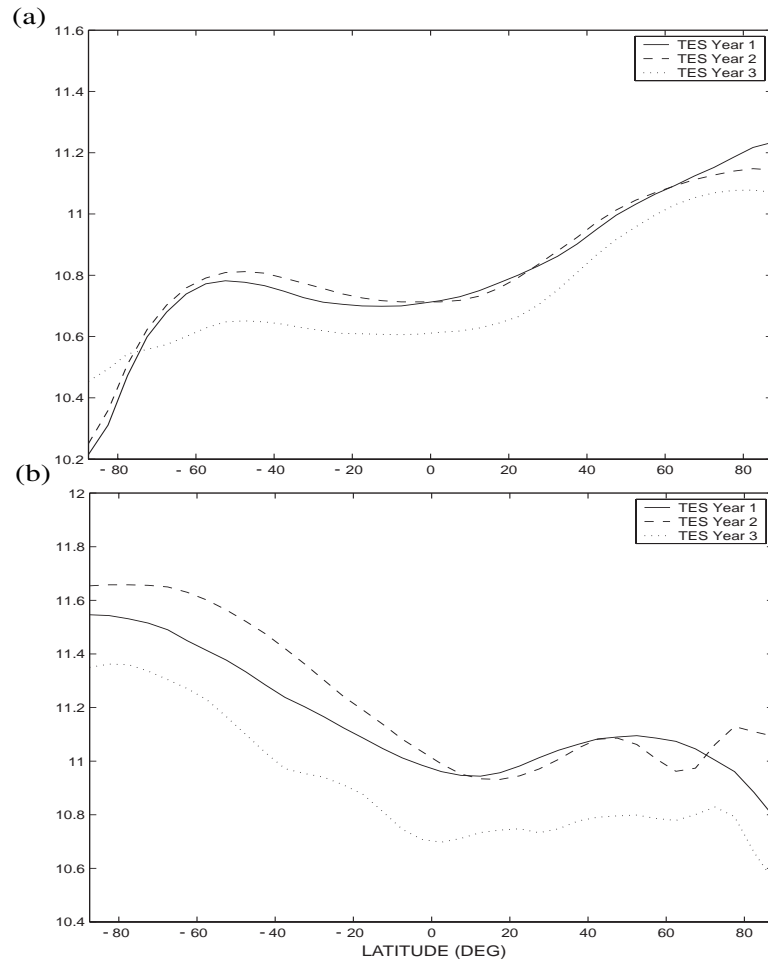 (a)
11.6
11.4
11.2
11
10.8
10.6
10.4
10.2
TES Year 1
TES Year 2
TES Year 3
- 80 - 60 - 40 - 20 0 20 40 60 80
(b)
12
11.8
11.6
11.4
11.2
11
10.8
10.6
10.4
TES Year 1
TES Year 2
TES Year 3
- 80 - 60 - 40 - 20 0 20 40 60 80
LATITUDE (DEG)